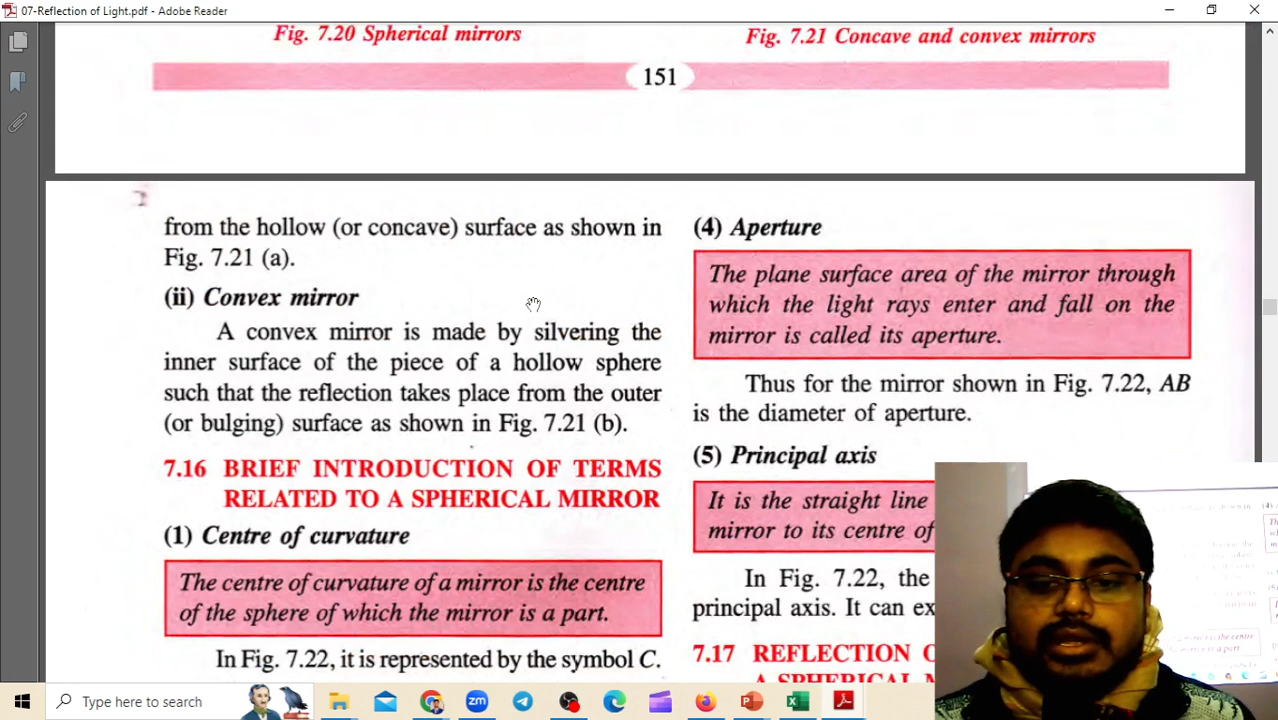 07-Reflection of Light.pdf - Adobe Reader
Fig. 7.20 Spherical mirrors
Fig. 7.21 Concave and convex mirrors
151
from the hollow (or concave) surface as shown in
Fig. 7.21 (a).
(ii) Convex mirror
A convex mirror is made by silvering the
inner surface of the piece of a hollow sphere
such that the reflection takes place from the outer
(or bulging) surface as shown in Fig. 7.21 (b).
7.16 BRIEF INTRODUCTION OF TERMS
RELATED TO A SPHERICAL MIRROR
(1) Centre of curvature
The centre of curvature of a mirror is the centre
of the sphere of which the mirror is a part.
In Fig. 7.22, it is represented by the symbol C.
(4) Aperture
The plane surface area of the mirror through
which the light rays enter and fall on the
mirror is called its aperture.
Thus for the mirror shown in Fig. 7.22, AB
is the diameter of aperture.
(5) Principal axis
It is the straight line
mirror to its centre of
In Fig. 7.22, the
principal axis. It can ex
7.17 REFLECTION O
A SPHERICAL M
Type here to search
zm